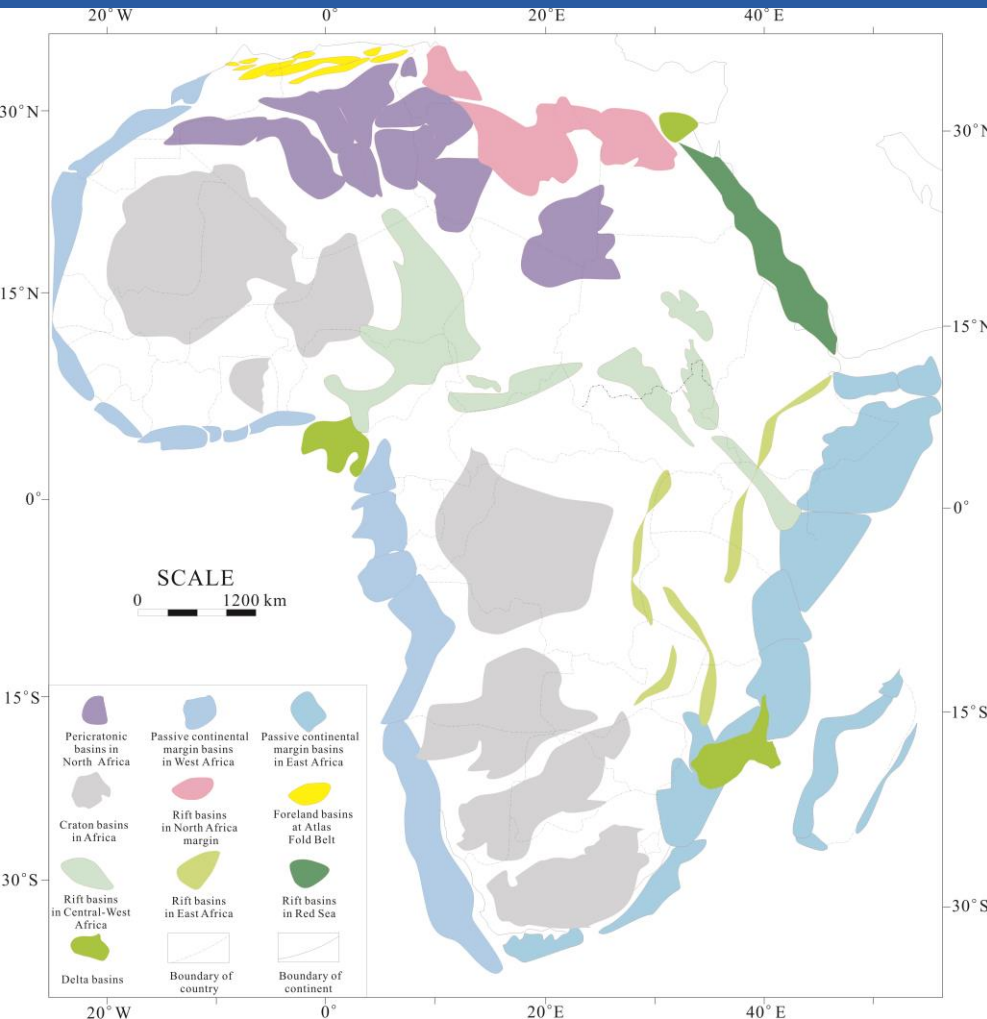 20°W 0° 20°E 40°E
30°N
30°N
15°N
15°N
0°
0°
SCALE
0 1200 km
15°S
15°S
Pericratonic
basins in
North Africa
Passive continental
margin basins
in West Africa
Passive continental
margin basins
in East Africa
Craton basins
in Africa
Rift basins
in North Africa
margin
Foreland basins
at Atlas
Fold Belt
30°S
30°S
Rift basins
in Central-West
Africa
Rift basins
in East Africa
Rift basins
in Red Sea
Delta basins
Boundary of
country
Boundary of
continent
20°W 0° 20°E 40°E